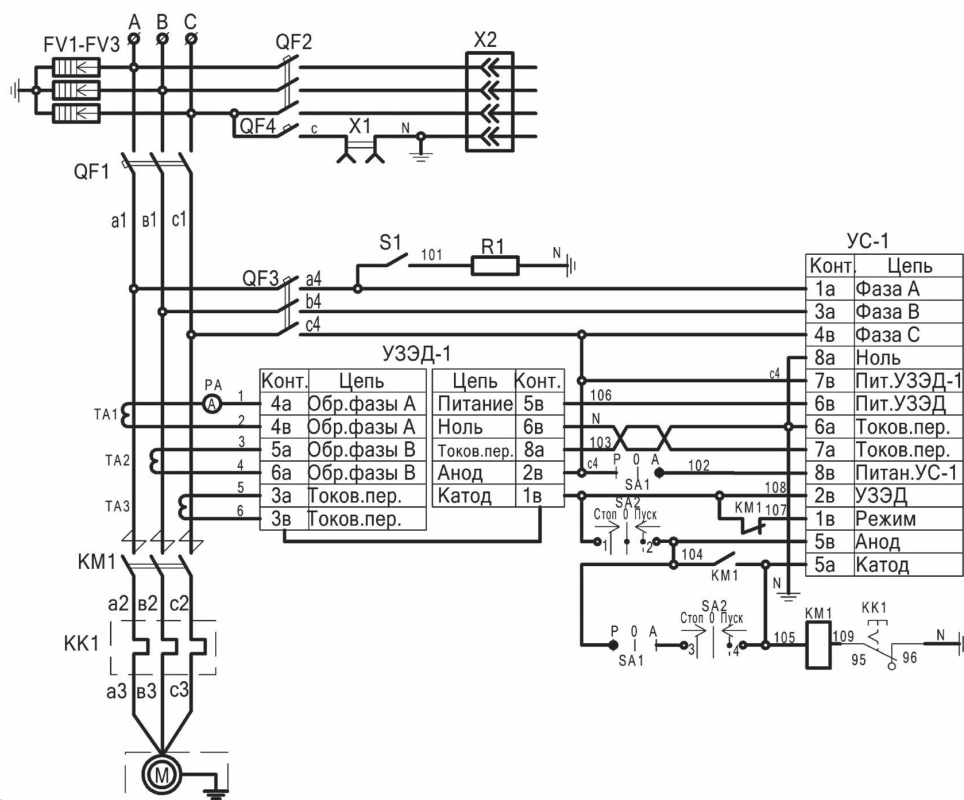 A B C
FV1-FV3
QF2
X2
QF4
c
X1
N
QF1
a1
в1
c1
S1
101
R1
N
QF3
a4
b4
c4
УС-1
Конт. Цепь
1а Фаза А
3а Фаза В
4в Фаза С
8а Ноль
7в Пит.УЗЭД-1
6в Пит.УЗЭД
6а Токов.пер.
7а Токов.пер.
8в Питан.УС-1
2в УЗЭД
1в Режим
5в Анод
5а Катод
УЗЭД-1
Конт. Цепь
4а Обр.фазы А
4в Обр.фазы А
5а Обр.фазы В
6а Обр.фазы В
3а Токов.пер.
3в Токов.пер.
Цепь Конт.
Питание 5в
Ноль 6в
Токов.пер. 8а
Анод 2в
Катод 1в
PA
A
1
TA1
2
3
TA2
4
5
TA3
6
c4
106
N
103
c4
P 0 A
SA1
102
108
SA2
Стоп 0 Пуск
1
2
KM1
107
104
KM1
N
SA2
Стоп 0 Пуск
P 0 A
SA1
3
4
105
KM1
109
KK1
95
96
N
KM1
a2
в2
c2
KK1
a3
в3
c3
M